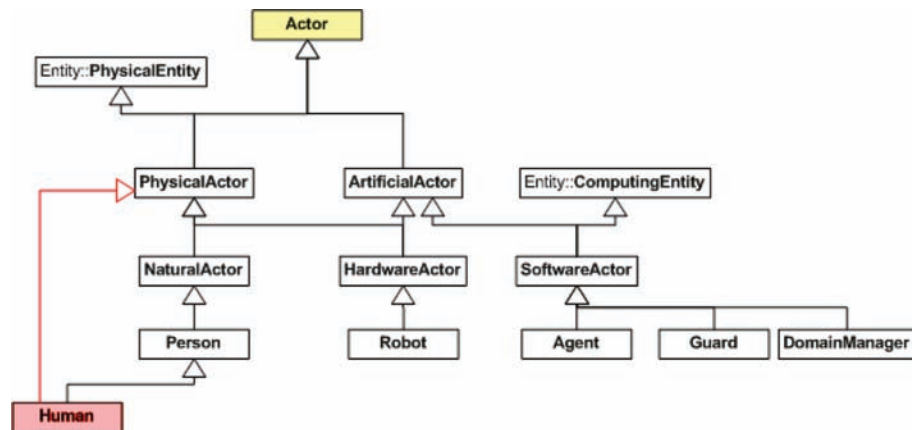 Actor
Entity::PhysicalEntity
PhysicalActor
ArtificialActor
Entity::ComputingEntity
NaturalActor
HardwareActor
SoftwareActor
Person
Robot
Agent
Guard
DomainManager
Human